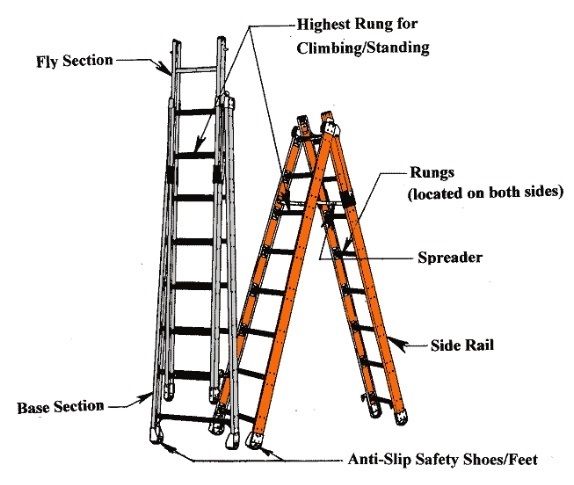 Highest Rung for
Climbing/Standing
Fly Section
Rungs
(located on both sides)
Spreader
Side Rail
Base Section
Anti-Slip Safety Shoes/Feet